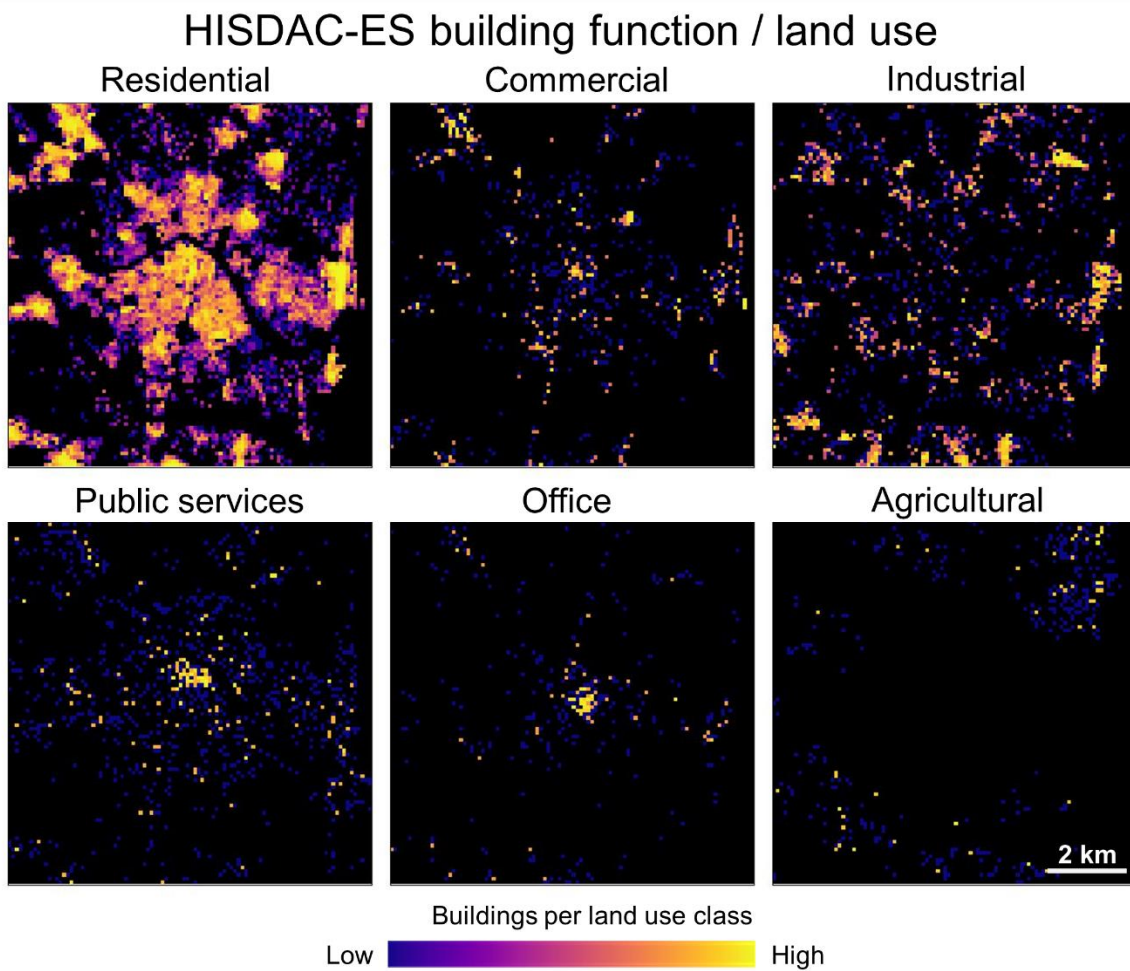 HISDAC-ES building function / land use
Residential
Commercial
Industrial
Public services
Office
Agricultural
2 km
Buildings per land use class
Low
High